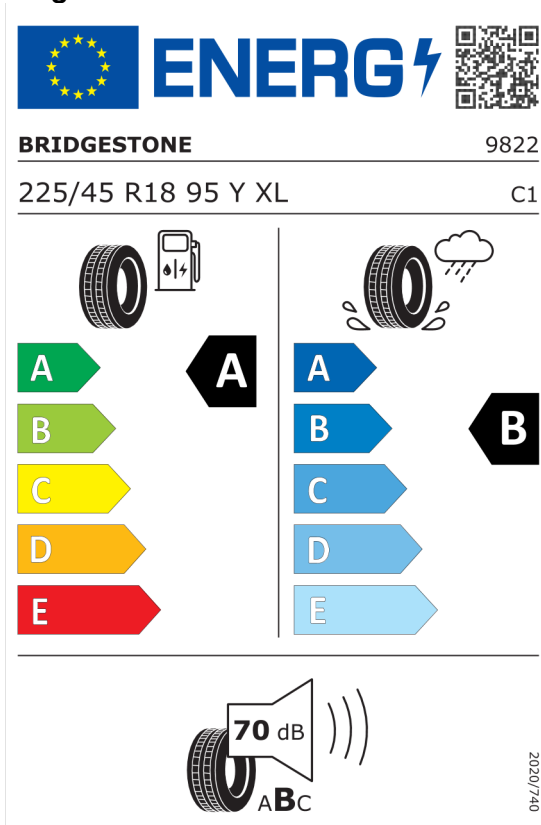 ENERG
BRIDGESTONE 9822
225/45 R18 95 Y XL C1
A A
B
C
D
E
A
B B
C
D
E
70 dB
ABC
2020/740